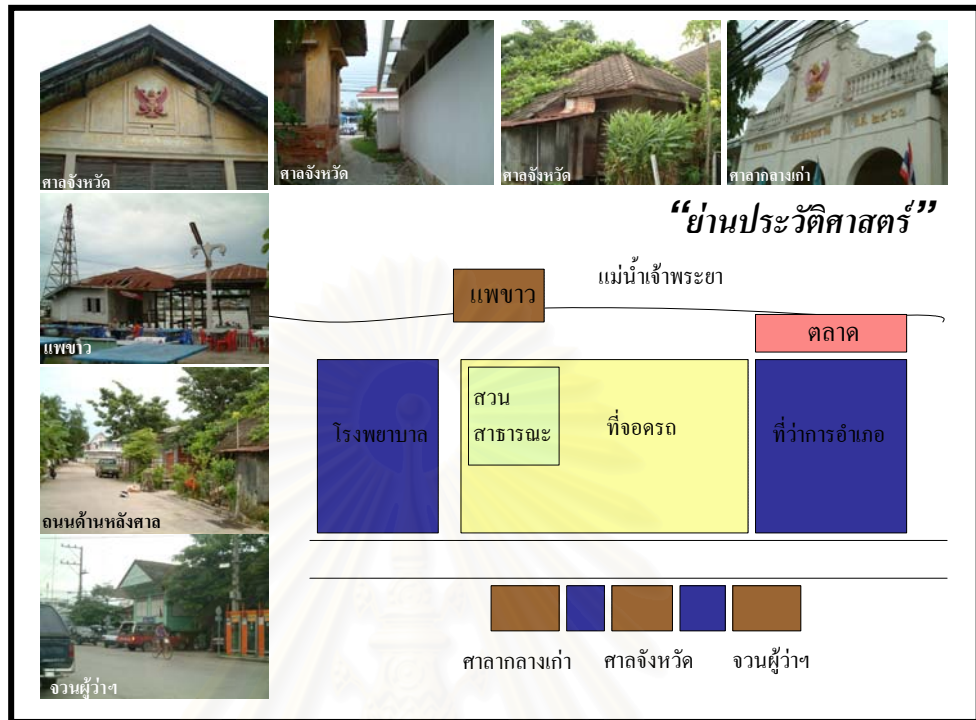 ศาลจังหวัด
ศาลจังหวัด
ศาลจังหวัด
ศาลากลางเก่า
พ.ศ. ๒๔๖๑
“ย่านประวัติศาสตร์”
แพขาว
แม่น้ำเจ้าพระยา
ตลาด
แพขาว
โรงพยาบาล
สวน
สาธารณะ
ที่จอดรถ
ที่ว่าการอำเภอ
ถนนด้านหลังศาล
ศาลากลางเก่า
ศาลจังหวัด
จวนผู้ว่าฯ
จวนผู้ว่าฯ